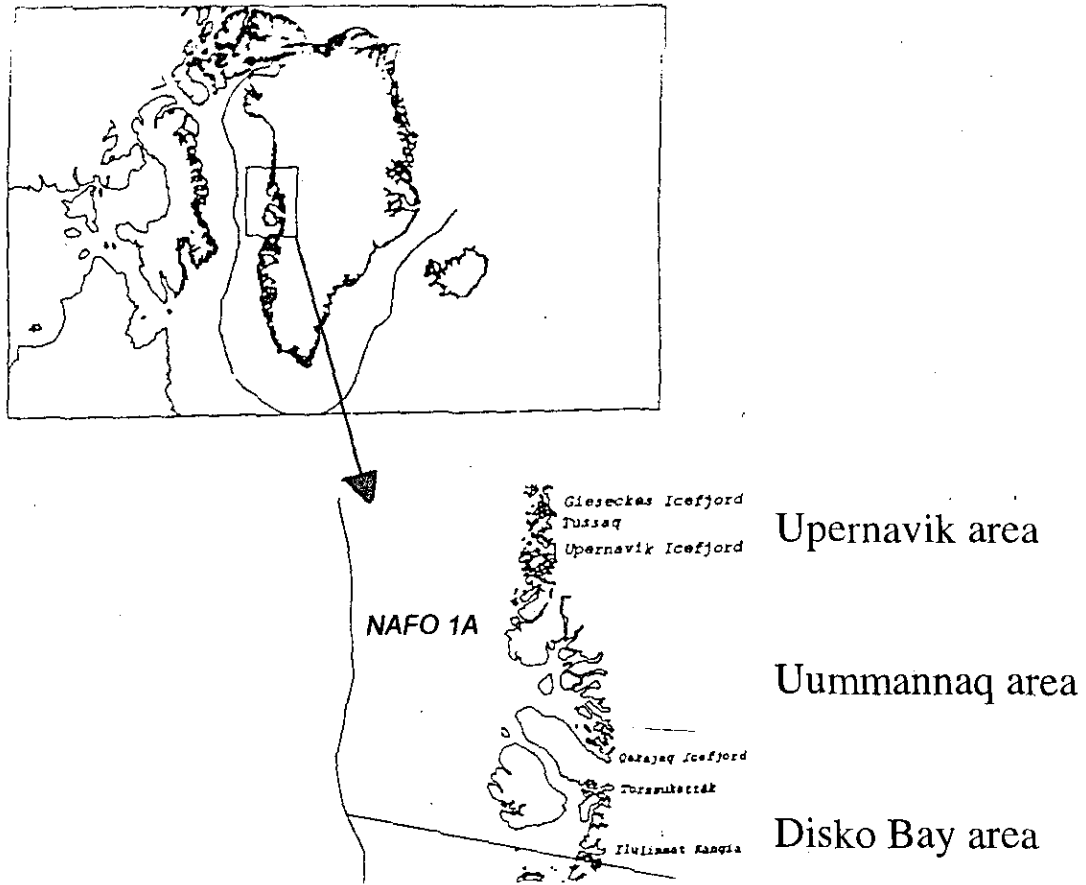 Gieseckes Icefjord
Tussaq
Upernavik Icefjord
Upernavik area
NAFO 1A
Uummannaq area
Qarajaq Icefjord
Torssukattak
Disko Bay area
Ilulissat Kangia